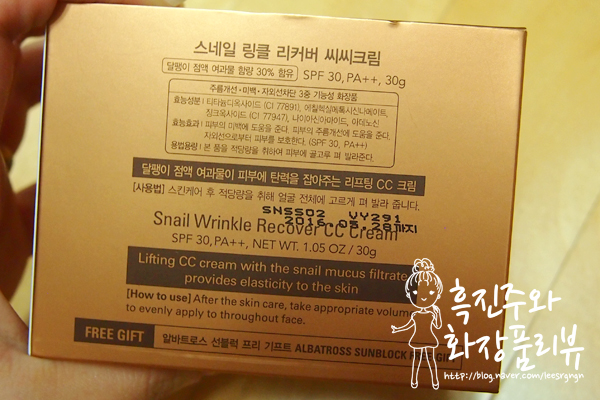 스네일 링클 리커버 씨씨크림
달팽이 점액 여과물 함량 30% 함유 SPF 30, PA++, 30g
주름개선·미백·자외선차단 3중 기능성 화장품
효능성분 : 티타늄디옥사이드 (CI 77891), 에칠헥실메톡시신나메이트,
징크옥사이드 (CI 77947), 나이아신아마이드, 아데노신
효능효과 : 피부의 미백에 도움을 준다. 피부의 주름개선에 도움을 준다.
자외선으로부터 피부를 보호한다. (SPF 30, PA++)
용법용량 : 본 품을 적당량을 취하여 피부에 골고루 펴 발라준다.
달팽이 점액 여과물이 피부에 탄력을 잡아주는 리프팅 CC 크림
[사용법] 스킨케어 후 적당량을 취해 얼굴 전체에 고르게 펴 발라 줍니다.
SNSS02 VY291
2016.05.28까지
Snail Wrinkle Recover CC Cream
SPF 30, PA++, NET WT. 1.05 OZ / 30g
Lifting CC cream with the snail mucus filtrate
provides elasticity to the skin
[How to use] After the skin care, take appropriate volume
to evenly apply to throughout face.
FREE GIFT 알바트로스 선블럭 프리 기프트 ALBATROSS SUNBLOCK FREE GIFT
흑진주와
화장품리뷰
http://blog.naver.com/leesrgngn